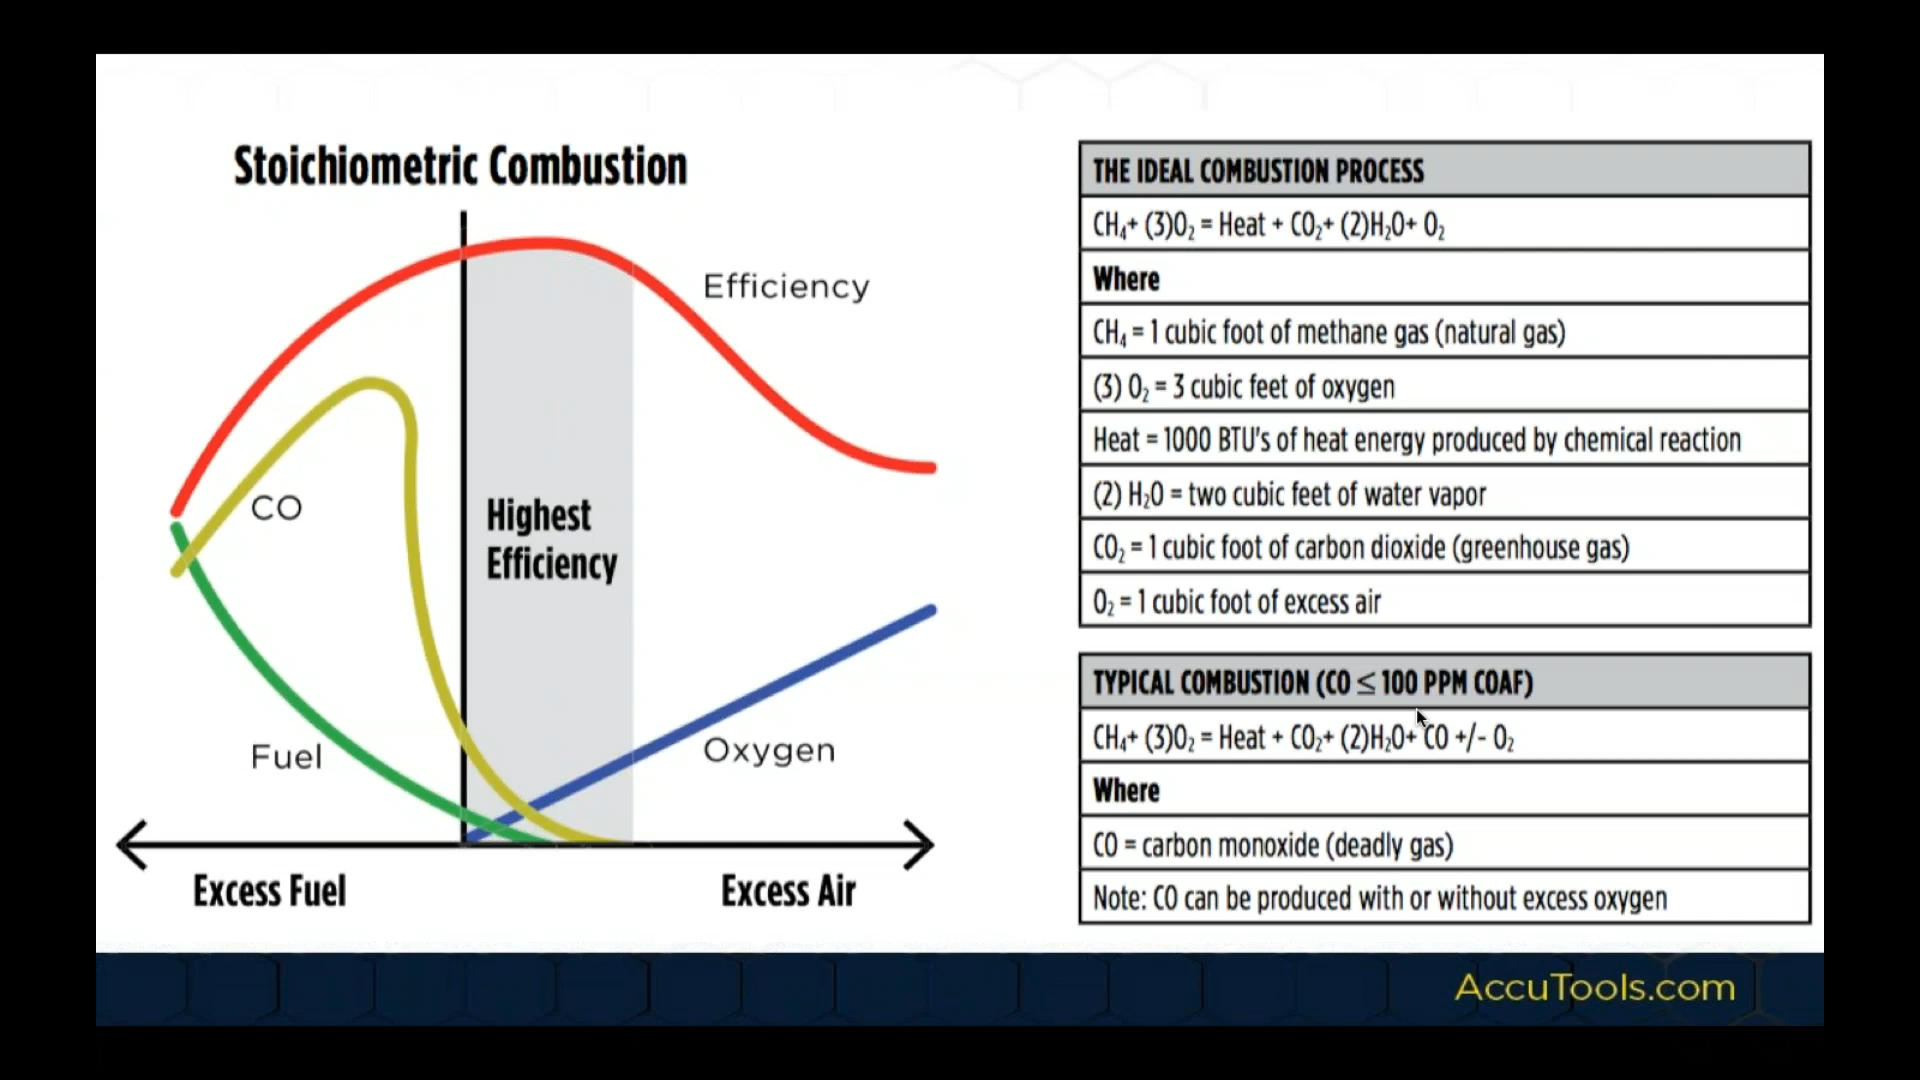 Stoichiometric Combustion
Efficiency
CO
Highest
Efficiency
Fuel
Oxygen
Excess Fuel
Excess Air
THE IDEAL COMBUSTION PROCESS
CH₄+ (3)O₂ = Heat + CO₂+ (2)H₂O+ O₂
Where
CH₄ = 1 cubic foot of methane gas (natural gas)
(3) O₂ = 3 cubic feet of oxygen
Heat = 1000 BTU's of heat energy produced by chemical reaction
(2) H₂O = two cubic feet of water vapor
CO₂ = 1 cubic foot of carbon dioxide (greenhouse gas)
O₂ = 1 cubic foot of excess air
TYPICAL COMBUSTION (CO ≤ 100 PPM COAF)
CH₄+ (3)O₂ = Heat + CO₂+ (2)H₂O+ CO +/- O₂
Where
CO = carbon monoxide (deadly gas)
Note: CO can be produced with or without excess oxygen
AccuTools.com